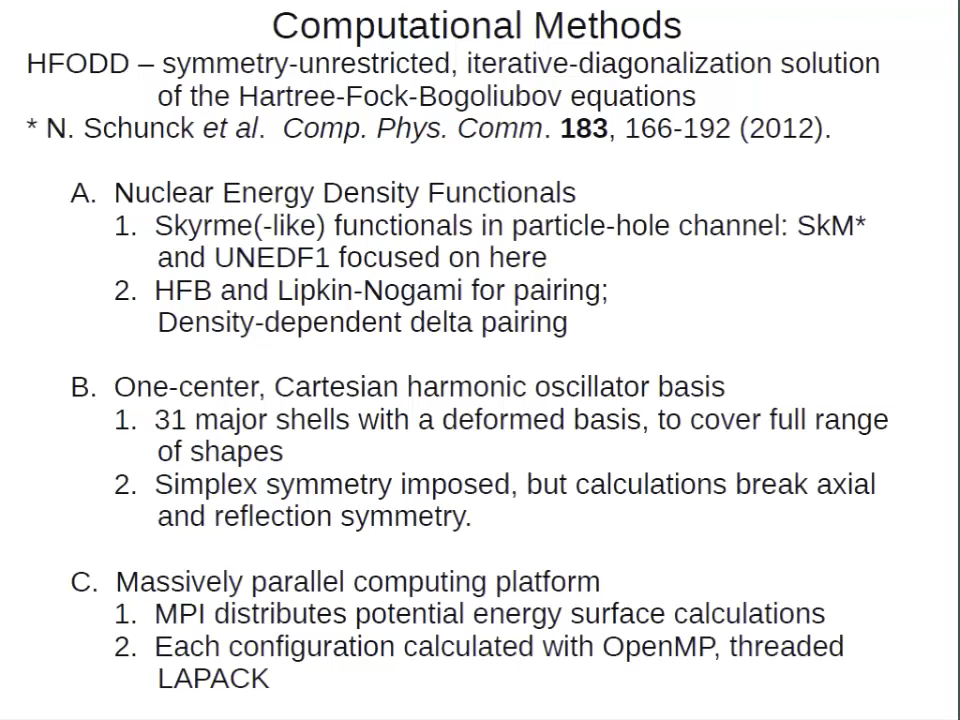 Computational Methods
HFODD – symmetry-unrestricted, iterative-diagonalization solution
of the Hartree-Fock-Bogoliubov equations
* N. Schunck et al. Comp. Phys. Comm. 183, 166-192 (2012).
A. Nuclear Energy Density Functionals
1. Skyrme(-like) functionals in particle-hole channel: SkM*
and UNEDF1 focused on here
2. HFB and Lipkin-Nogami for pairing;
Density-dependent delta pairing
B. One-center, Cartesian harmonic oscillator basis
1. 31 major shells with a deformed basis, to cover full range
of shapes
2. Simplex symmetry imposed, but calculations break axial
and reflection symmetry.
C. Massively parallel computing platform
1. MPI distributes potential energy surface calculations
2. Each configuration calculated with OpenMP, threaded
LAPACK